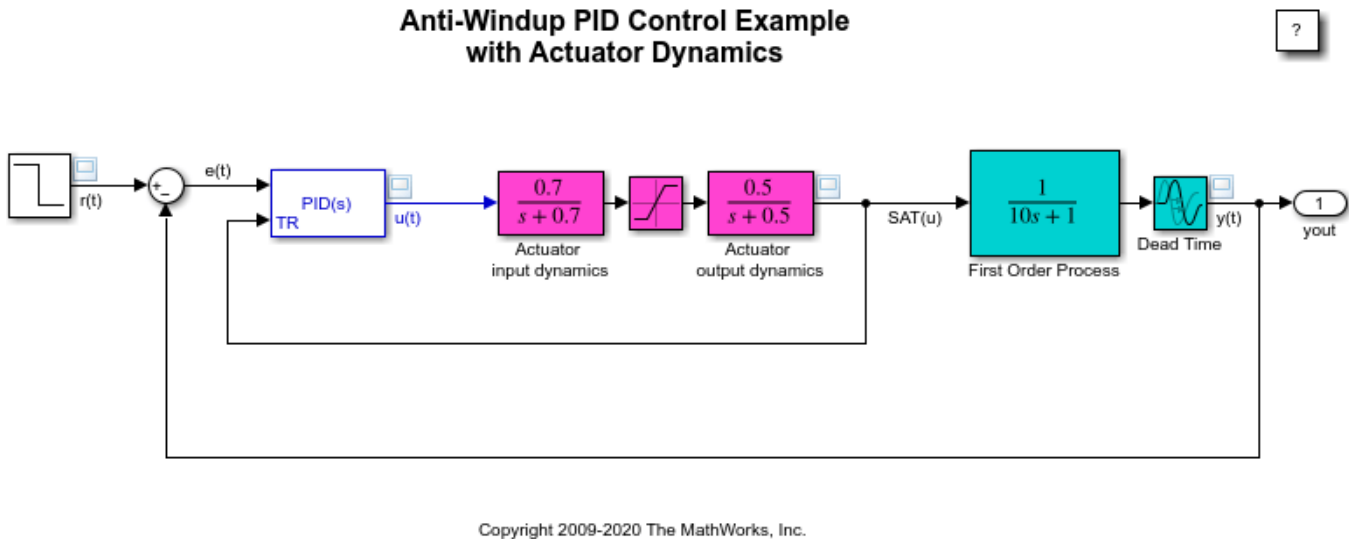 Anti-Windup PID Control Example
with Actuator Dynamics
?
r(t)
+
−
e(t)
PID(s)
TR
u(t)
0.7
s + 0.7
Actuator
input dynamics
0.5
s + 0.5
Actuator
output dynamics
SAT(u)
1
10s + 1
First Order Process
Dead Time
y(t)
1
yout
Copyright 2009-2020 The MathWorks, Inc.